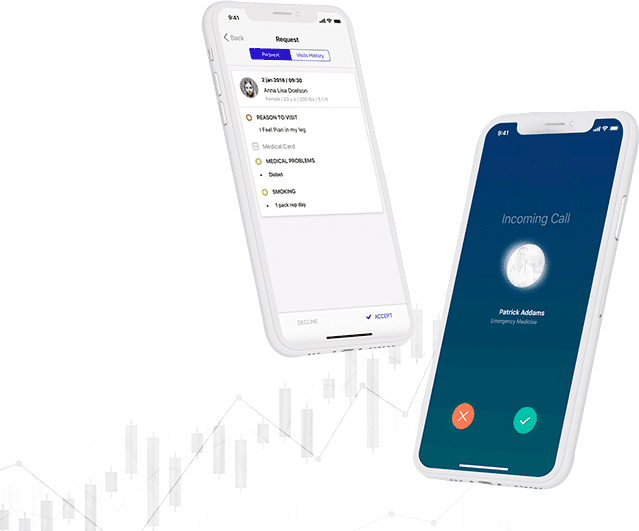 9:41
Back
Request
Request
Visits History
2 jan 2018 | 09:30
Anna Lisa Doelson
Female | 23 y.o | 200 lbs | 5.1 ft
REASON TO VISIT
I Feel Pian in my leg
Medical Card
MEDICAL PROBLEMS
• Diabet
SMOKING
• 1 pack rep day
DECLINE
ACCEPT
9:41
Incoming Call
Patrick Addams
Emergency Medicine